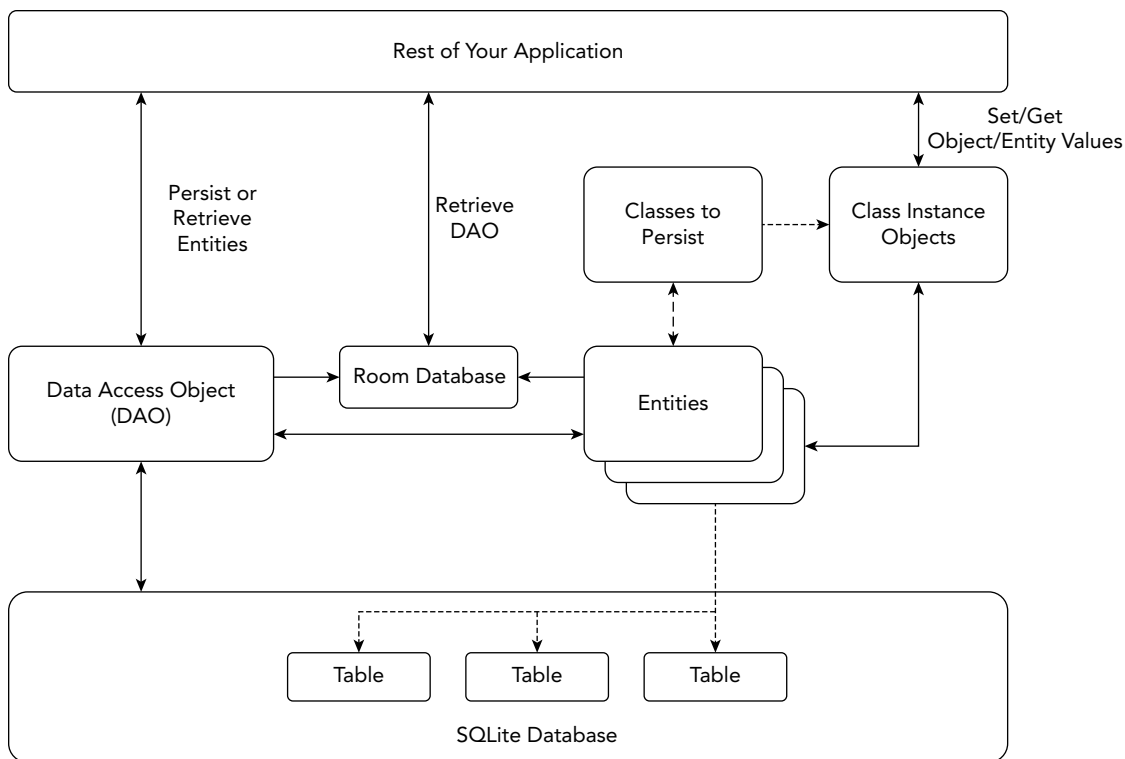 Rest of Your Application
Set/Get
Object/Entity Values
Persist or
Retrieve
Entities
Retrieve
DAO
Classes to
Persist
Class Instance
Objects
Data Access Object
(DAO)
Room Database
Entities
Table
Table
Table
SQLite Database